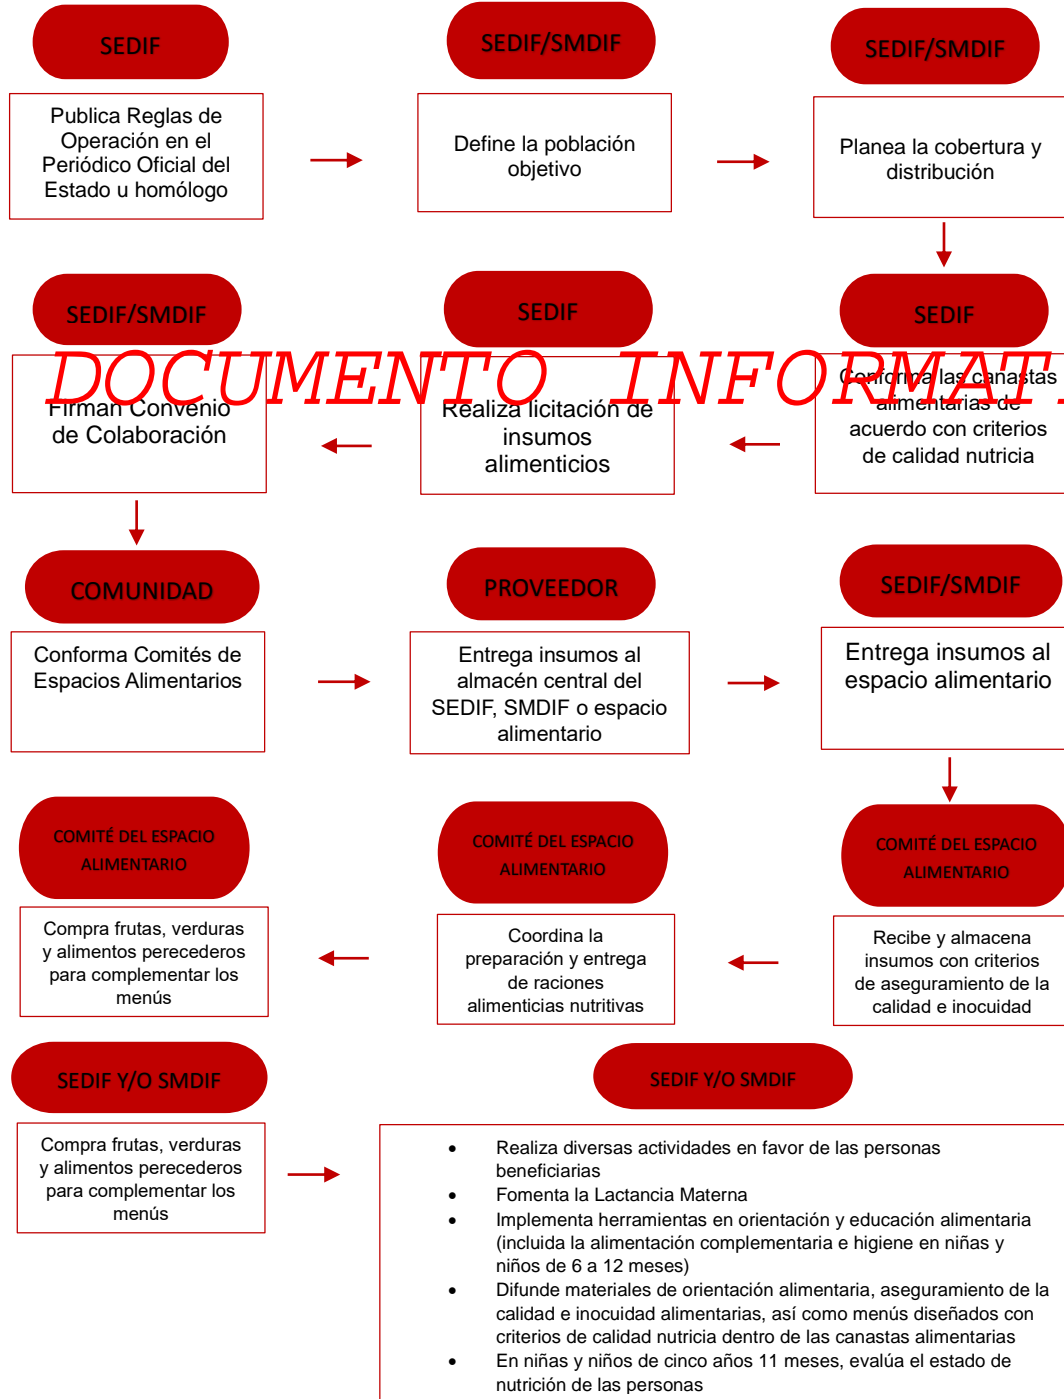 SEDIF
Publica Reglas de
Operación en el
Periódico Oficial del
Estado u homólogo
SEDIF/SMDIF
Define la población
objetivo
SEDIF/SMDIF
Planea la cobertura y
distribución
SEDIF
Conforma las canastas
alimentarias de
acuerdo con criterios
de calidad nutricia
SEDIF
Realiza licitación de
insumos
alimenticios
SEDIF/SMDIF
Firman Convenio
de Colaboración
DOCUMENTO INFORMATI
COMUNIDAD
Conforma Comités de
Espacios Alimentarios
PROVEEDOR
Entrega insumos al
almacén central del
SEDIF, SMDIF o espacio
alimentario
SEDIF/SMDIF
Entrega insumos al
espacio alimentario
COMITÉ DEL ESPACIO
ALIMENTARIO
Recibe y almacena
insumos con criterios
de aseguramiento de la
calidad e inocuidad
COMITÉ DEL ESPACIO
ALIMENTARIO
Coordina la
preparación y entrega
de raciones
alimenticias nutritivas
COMITÉ DEL ESPACIO
ALIMENTARIO
Compra frutas, verduras
y alimentos perecederos
para complementar los
menús
SEDIF Y/O SMDIF
Compra frutas, verduras
y alimentos perecederos
para complementar los
menús
SEDIF Y/O SMDIF
• Realiza diversas actividades en favor de las personas
beneficiarias
• Fomenta la Lactancia Materna
• Implementa herramientas en orientación y educación alimentaria
(incluida la alimentación complementaria e higiene en niñas y
niños de 6 a 12 meses)
• Difunde materiales de orientación alimentaria, aseguramiento de la
calidad e inocuidad alimentarias, así como menús diseñados con
criterios de calidad nutricia dentro de las canastas alimentarias
• En niñas y niños de cinco años 11 meses, evalúa el estado de
nutrición de las personas